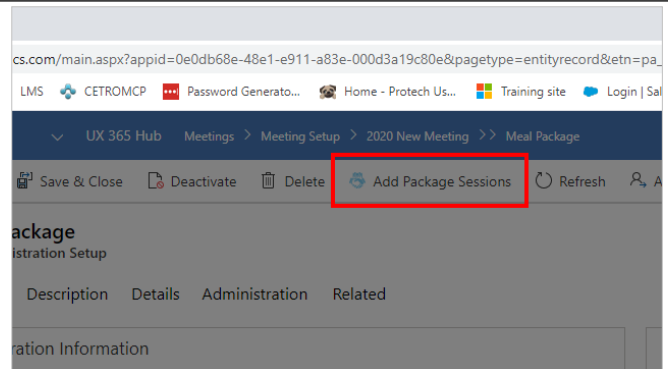 cs.com/main.aspx?appid=0e0db68e-48e1-e911-a83e-000d3a19c80e&pagetype=entityrecord&etn=pa_
LMS CETROMCP Password Generato... Home - Protech Us... Training site Login | Sal
UX 365 Hub Meetings > Meeting Setup > 2020 New Meeting >> Meal Package
Save & Close Deactivate Delete Add Package Sessions Refresh A
ackage
istration Setup
Description Details Administration Related
ration Information